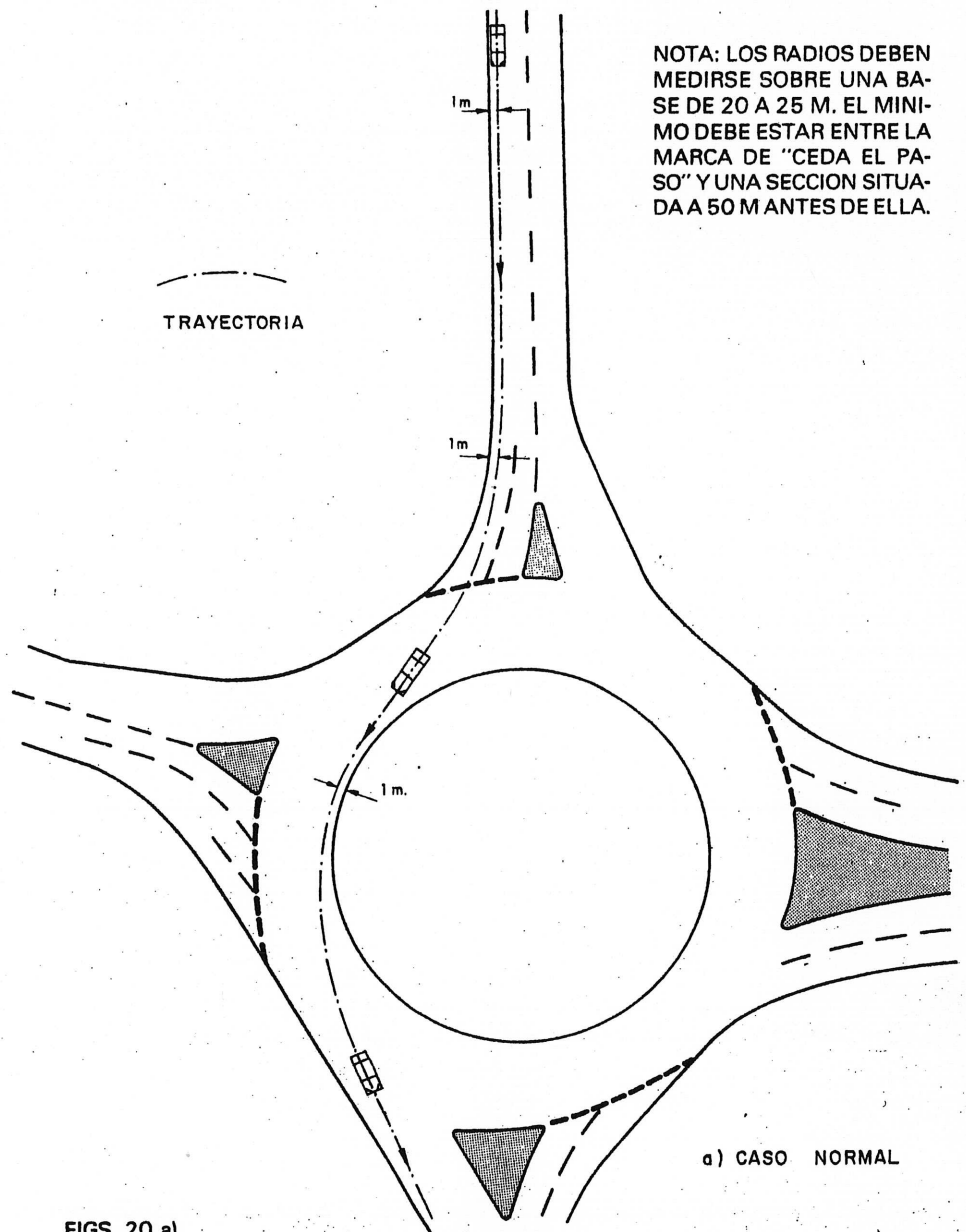 NOTA: LOS RADIOS DEBEN
MEDIRSE SOBRE UNA BA-
SE DE 20 A 25 M. EL MINI-
MO DEBE ESTAR ENTRE LA
MARCA DE "CEDA EL PA-
SO" Y UNA SECCION SITUA-
DA A 50 M ANTES DE ELLA.
1m
TRAYECTORIA
1m
1m.
a) CASO NORMAL
FIGS. 20 a)